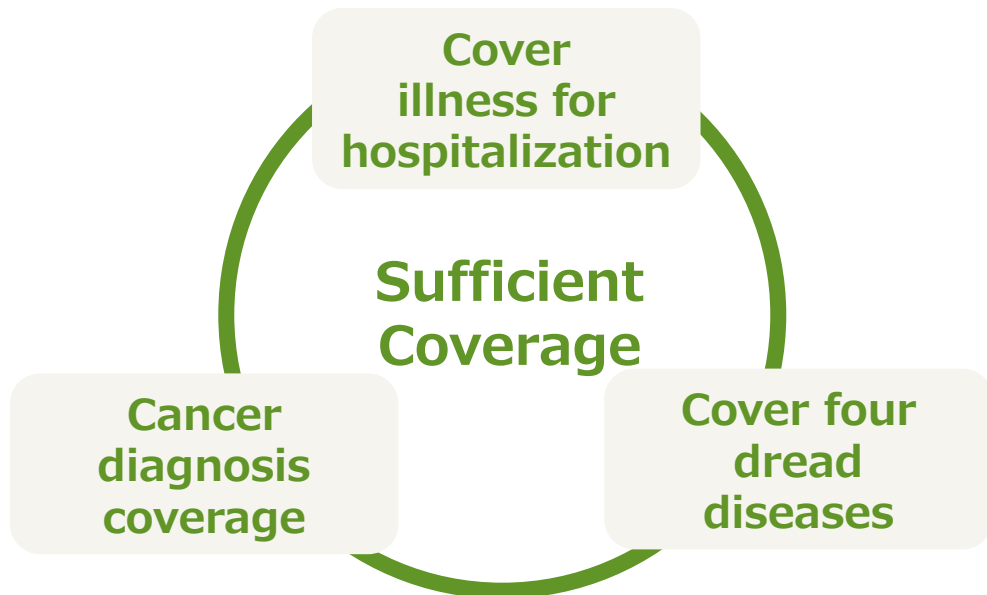 Cover
illness for
hospitalization
Sufficient
Coverage
Cancer
diagnosis
coverage
Cover four
dread
diseases